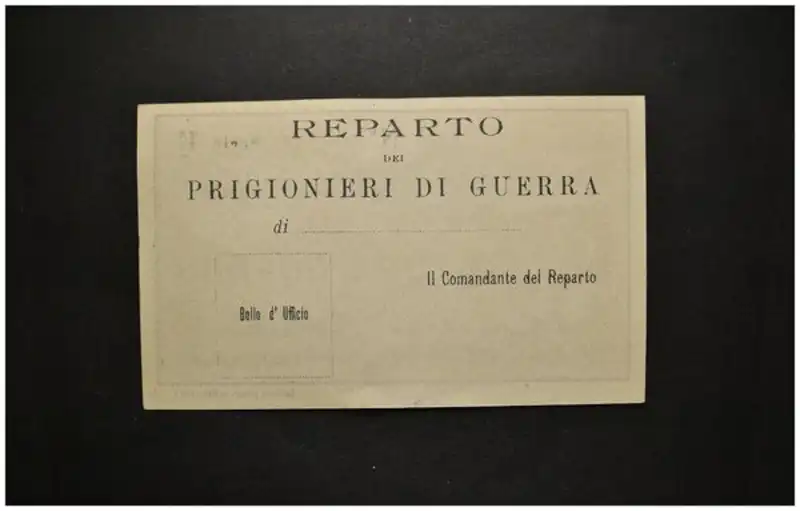 REPARTO
DEI
PRIGIONIERI DI GUERRA
di
Il Comandante del Reparto
Bollo d' Ufficio